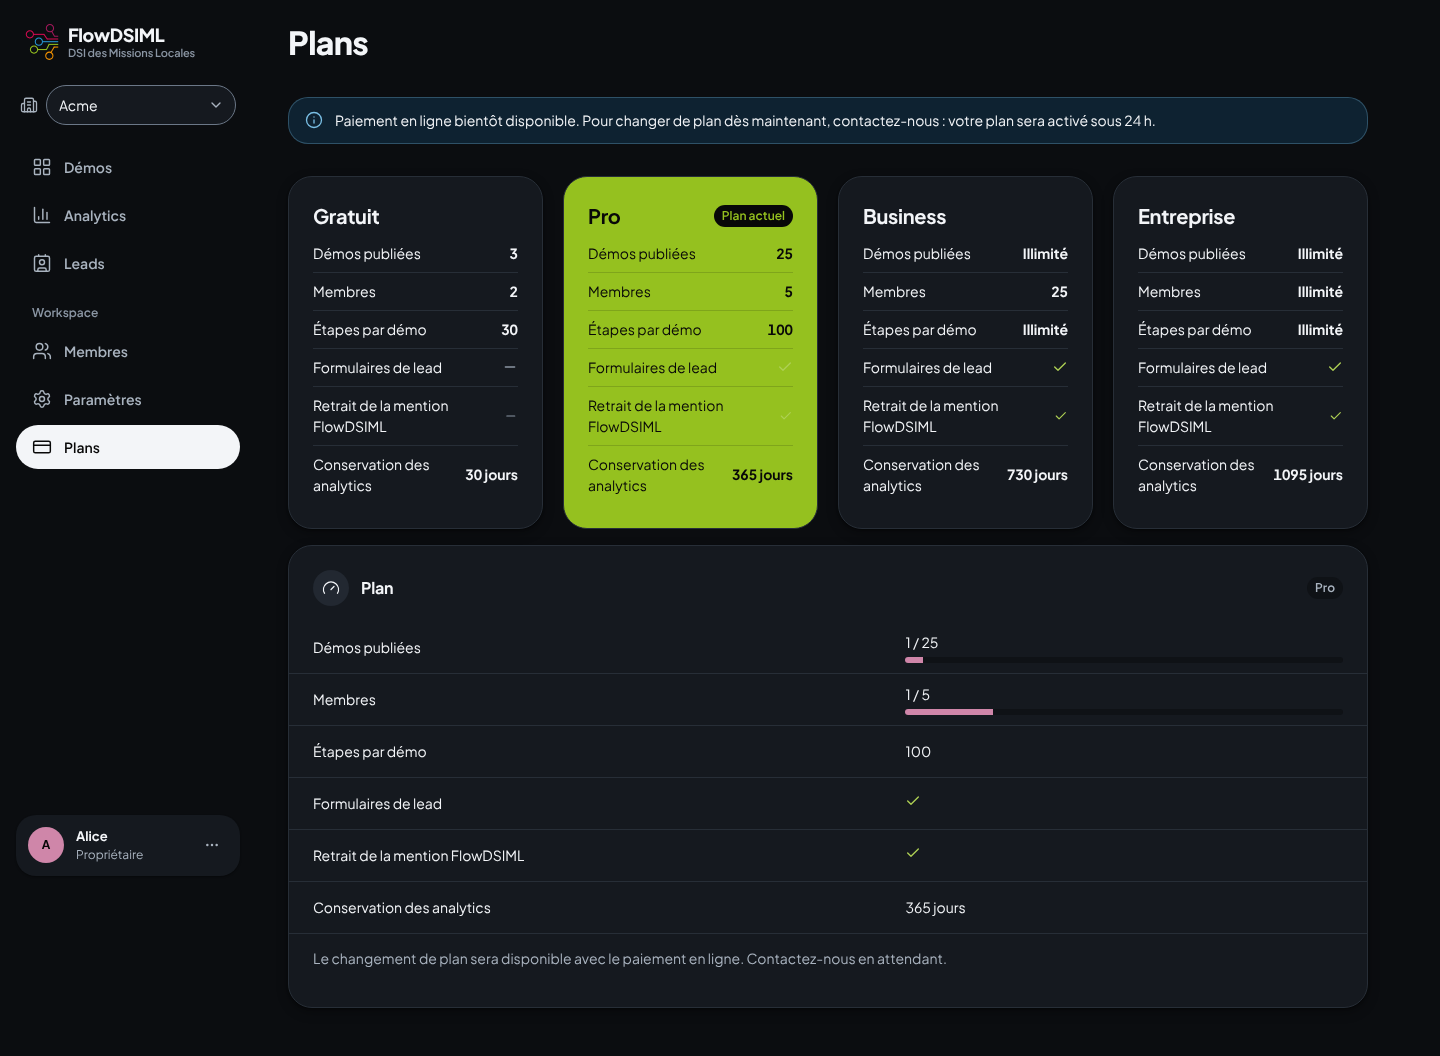 FlowDSIML
DSI des Missions Locales
Acme
Démos
Analytics
Leads
Workspace
Membres
Paramètres
Plans
A
Alice
Propriétaire
Plans
Paiement en ligne bientôt disponible. Pour changer de plan dès maintenant, contactez-nous : votre plan sera activé sous 24 h.
Gratuit
Démos publiées 3
Membres 2
Étapes par démo 30
Formulaires de lead —
Retrait de la mention
FlowDSIML —
Conservation des
analytics 30 jours
Pro Plan actuel
Démos publiées 25
Membres 5
Étapes par démo 100
Formulaires de lead
Retrait de la mention
FlowDSIML
Conservation des
analytics 365 jours
Business
Démos publiées Illimité
Membres 25
Étapes par démo Illimité
Formulaires de lead
Retrait de la mention
FlowDSIML
Conservation des
analytics 730 jours
Entreprise
Démos publiées Illimité
Membres Illimité
Étapes par démo Illimité
Formulaires de lead
Retrait de la mention
FlowDSIML
Conservation des
analytics 1095 jours
Plan Pro
Démos publiées 1 / 25
Membres 1 / 5
Étapes par démo 100
Formulaires de lead
Retrait de la mention FlowDSIML
Conservation des analytics 365 jours
Le changement de plan sera disponible avec le paiement en ligne. Contactez-nous en attendant.